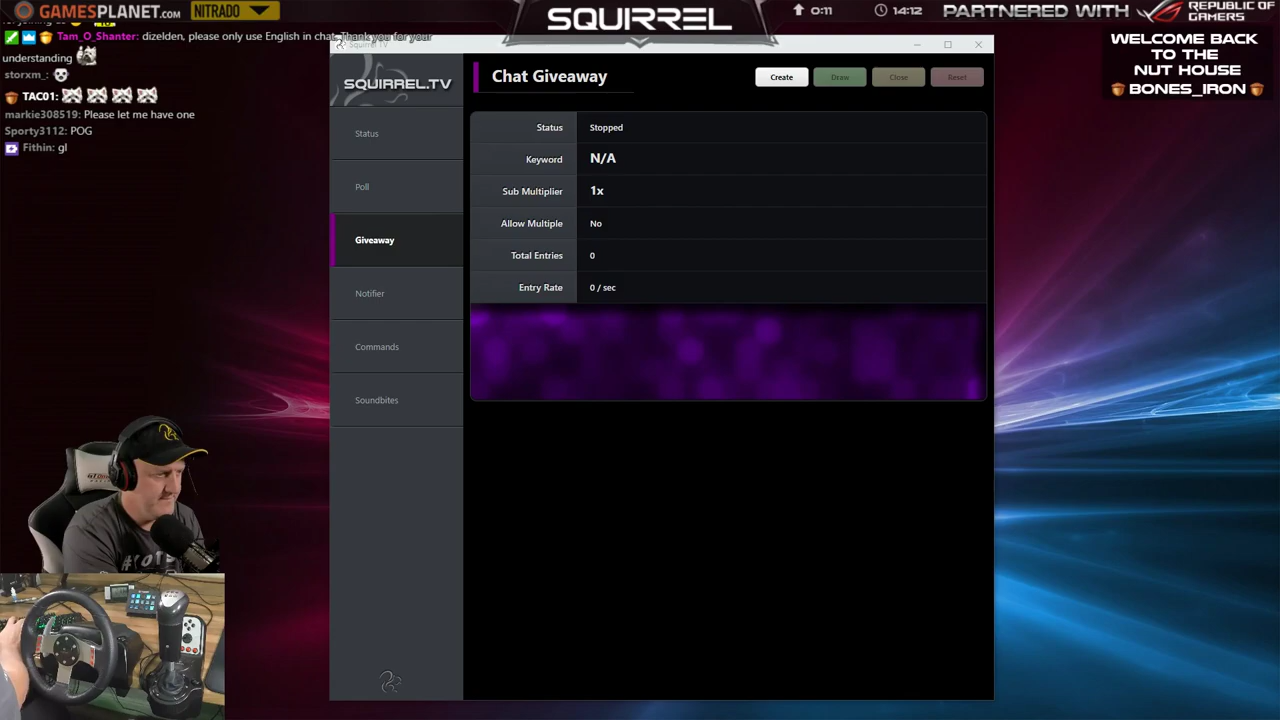 GAMESPLANET.COM
NITRADO
SQUIRREL
0:11
14:12
PARTNERED WITH
REPUBLIC OF
GAMERS
WELCOME BACK
TO THE
NUT HOUSE
BONES_IRON
Tam_O_Shanter: dizelden, please only use English in chat. Thank you for your
understanding
storxm_:
TAC01:
markie308519: Please let me have one
Sporty3112: POG
Fithin: gl
Squirrel TV
SQUIRREL.TV
Status
Poll
Giveaway
Notifier
Commands
Soundbites
Chat Giveaway
Create
Draw
Close
Reset
Status Stopped
Keyword N/A
Sub Multiplier 1x
Allow Multiple No
Total Entries 0
Entry Rate 0 / sec